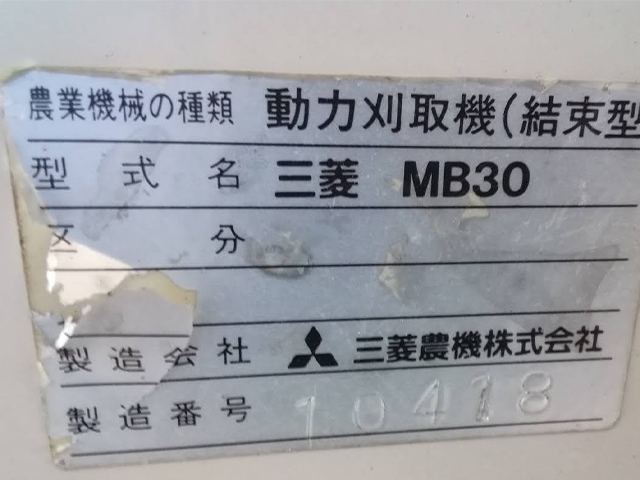 農業機械の種類 動力刈取機(結束型
型式名 三菱 MB30
区分
製造会社 三菱農機株式会社
製造番号 10418